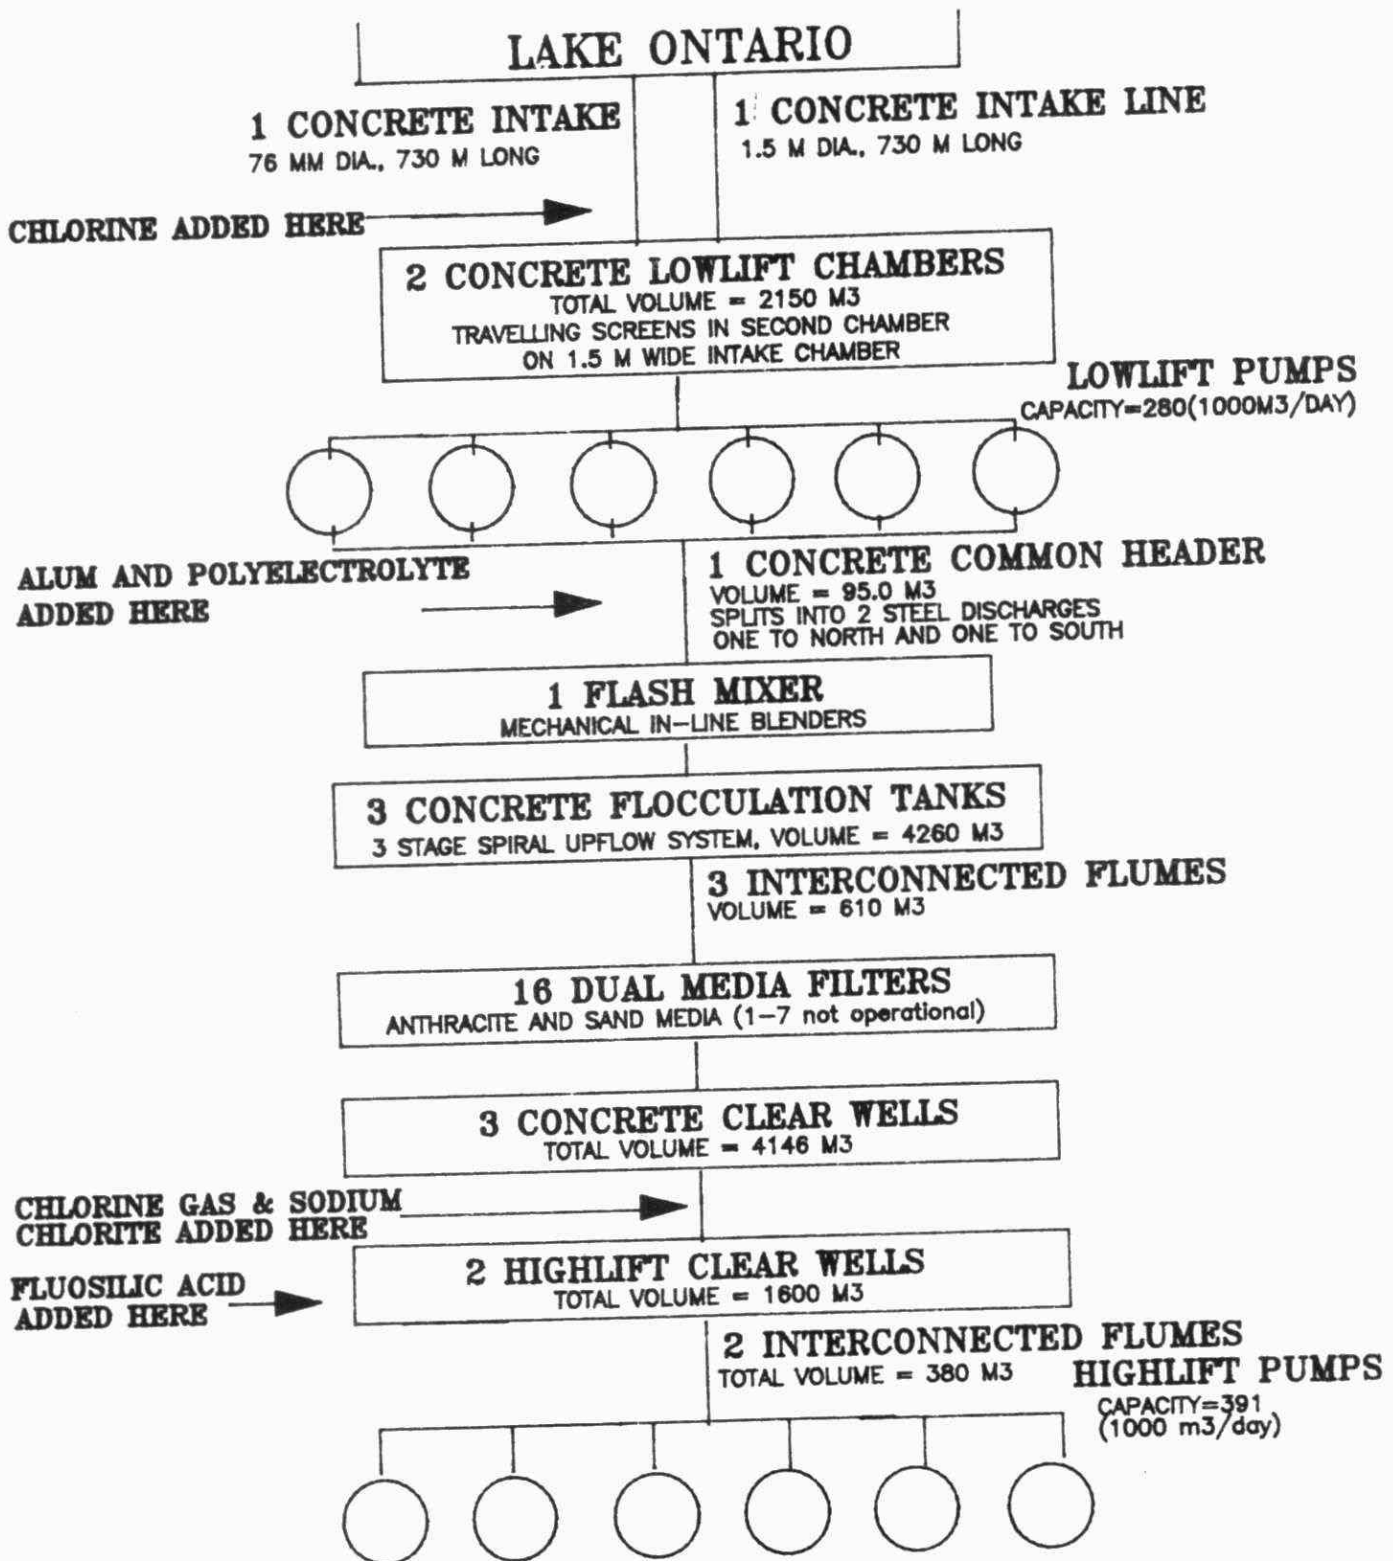 LAKE ONTARIO
1 CONCRETE INTAKE
76 MM DIA., 730 M LONG
1 CONCRETE INTAKE LINE
1.5 M DIA., 730 M LONG
CHLORINE ADDED HERE
2 CONCRETE LOWLIFT CHAMBERS
TOTAL VOLUME = 2150 M3
TRAVELLING SCREENS IN SECOND CHAMBER
ON 1.5 M WIDE INTAKE CHAMBER
LOWLIFT PUMPS
CAPACITY=280(1000M3/DAY)
ALUM AND POLYELECTROLYTE
ADDED HERE
1 CONCRETE COMMON HEADER
VOLUME = 95.0 M3
SPLITS INTO 2 STEEL DISCHARGES
ONE TO NORTH AND ONE TO SOUTH
1 FLASH MIXER
MECHANICAL IN-LINE BLENDERS
3 CONCRETE FLOCCULATION TANKS
3 STAGE SPIRAL UPFLOW SYSTEM, VOLUME = 4260 M3
3 INTERCONNECTED FLUMES
VOLUME = 610 M3
16 DUAL MEDIA FILTERS
ANTHRACITE AND SAND MEDIA (1-7 not operational)
3 CONCRETE CLEAR WELLS
TOTAL VOLUME = 4146 M3
CHLORINE GAS & SODIUM
CHLORITE ADDED HERE
2 HIGHLIFT CLEAR WELLS
TOTAL VOLUME = 1600 M3
FLUOSILIC ACID
ADDED HERE
2 INTERCONNECTED FLUMES
TOTAL VOLUME = 380 M3
HIGHLIFT PUMPS
CAPACITY=391
(1000 m3/day)